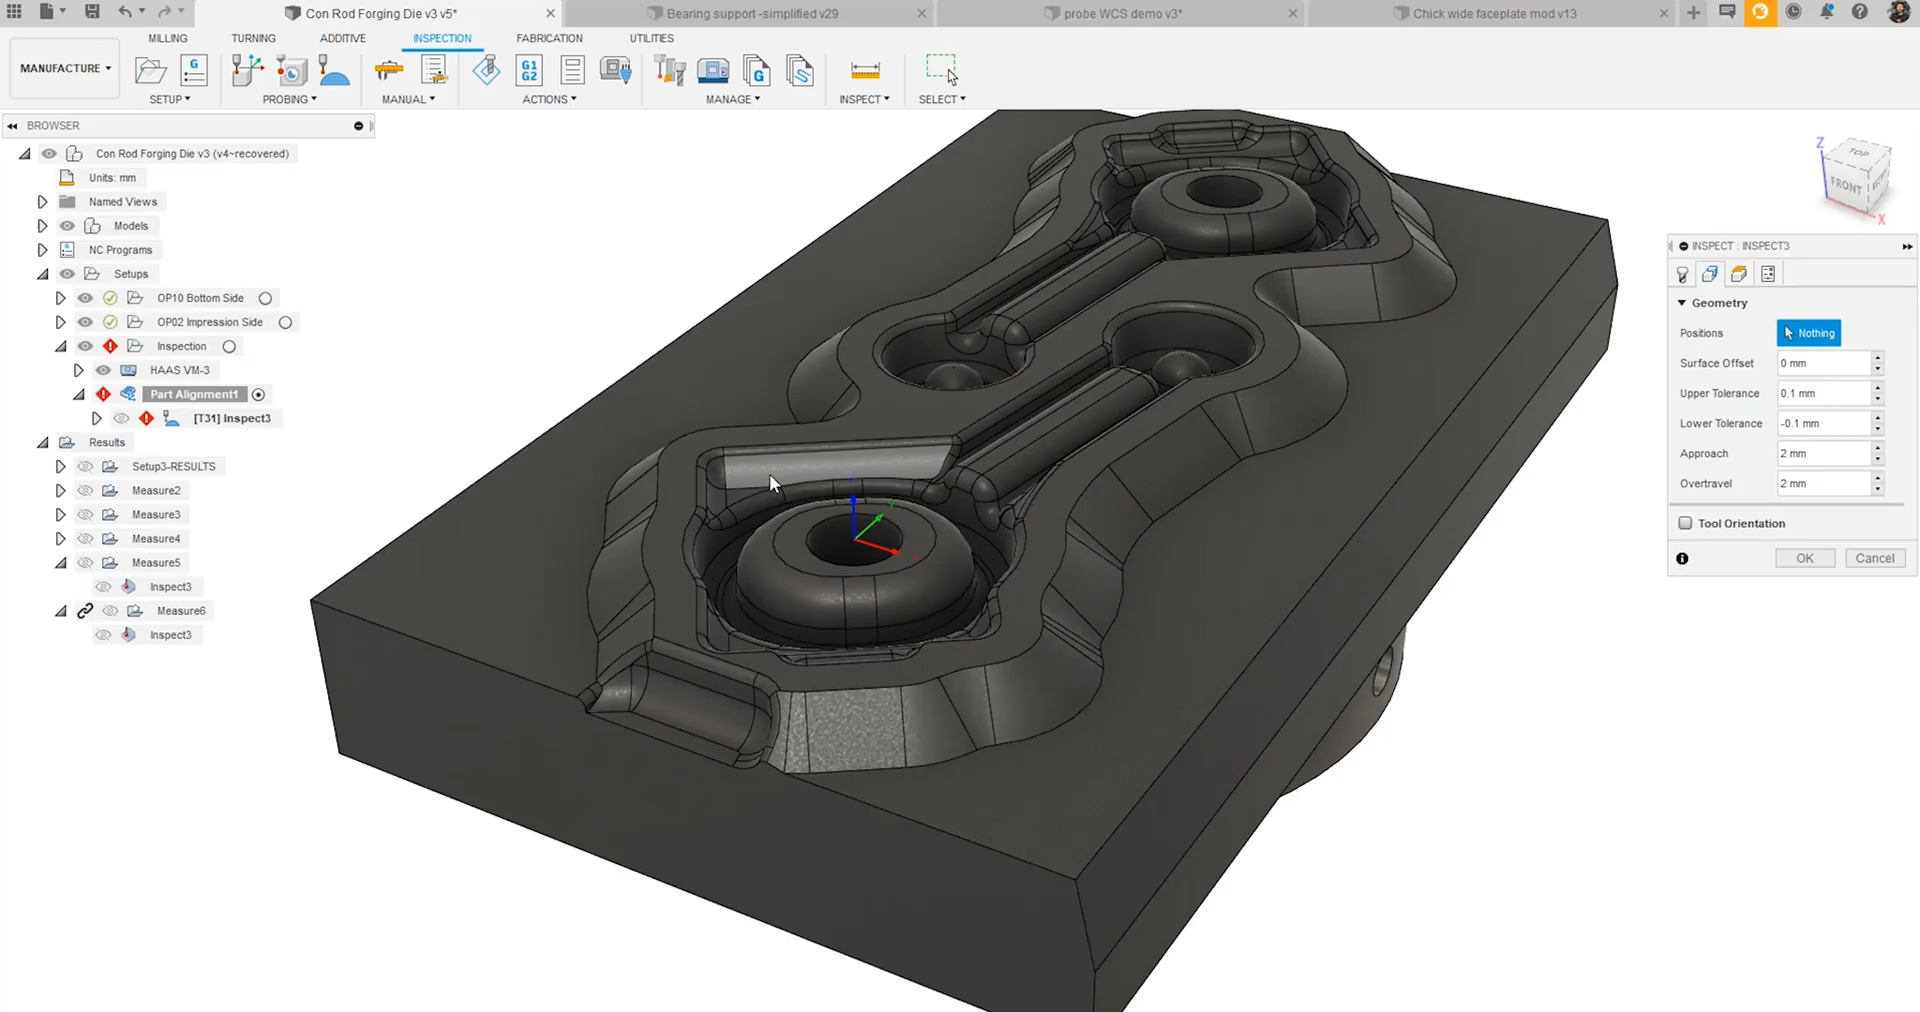 Con Rod Forging Die v3 v5*
Bearing support -simplified v29
probe WCS demo v3*
Chick wide faceplate mod v13
MILLING TURNING ADDITIVE INSPECTION FABRICATION UTILITIES
MANUFACTURE
G
G1
G2
G
S
SETUP PROBING MANUAL ACTIONS MANAGE INSPECT SELECT
BROWSER
Con Rod Forging Die v3 (v4~recovered)
Units: mm
Named Views
Models
NC Programs
Setups
OP10 Bottom Side
OP02 Impression Side
Inspection
HAAS VM-3
Part Alignment1
[T31] Inspect3
Results
Setup3-RESULTS
Measure2
Measure3
Measure4
Measure5
Inspect3
Measure6
Inspect3
Z
TOP
FRONT
X
INSPECT : INSPECT3
Geometry
Positions Nothing
Surface Offset 0 mm
Upper Tolerance 0.1 mm
Lower Tolerance -0.1 mm
Approach 2 mm
Overtravel 2 mm
Tool Orientation
OK Cancel